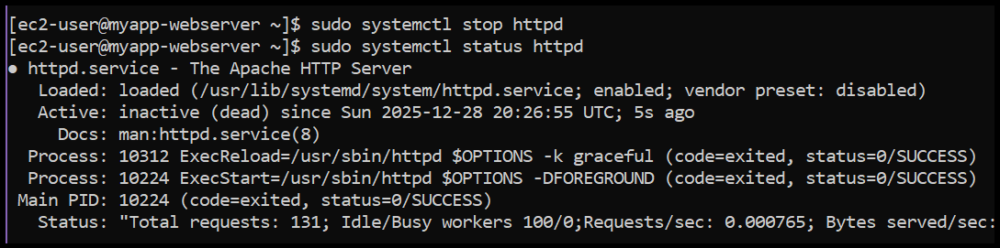 [ec2-user@myapp-webserver ~]$ sudo systemctl stop httpd
[ec2-user@myapp-webserver ~]$ sudo systemctl status httpd
● httpd.service - The Apache HTTP Server
   Loaded: loaded (/usr/lib/systemd/system/httpd.service; enabled; vendor preset: disabled)
   Active: inactive (dead) since Sun 2025-12-28 20:26:55 UTC; 5s ago
     Docs: man:httpd.service(8)
  Process: 10312 ExecReload=/usr/sbin/httpd $OPTIONS -k graceful (code=exited, status=0/SUCCESS)
  Process: 10224 ExecStart=/usr/sbin/httpd $OPTIONS -DFOREGROUND (code=exited, status=0/SUCCESS)
 Main PID: 10224 (code=exited, status=0/SUCCESS)
   Status: "Total requests: 131; Idle/Busy workers 100/0;Requests/sec: 0.000765; Bytes served/sec: